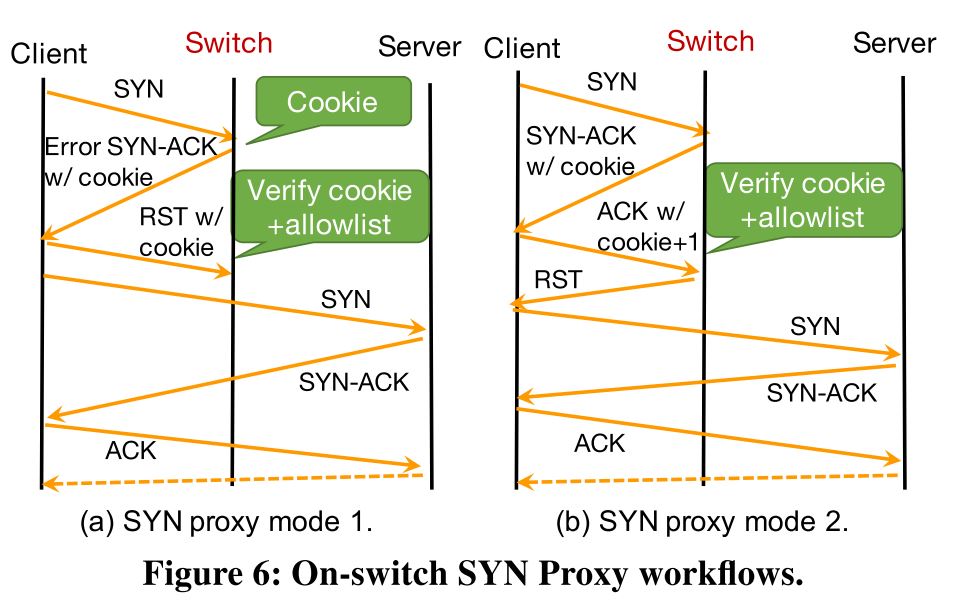 Client
Switch
Server
SYN
Cookie
Error SYN-ACK
w/ cookie
Verify cookie
+allowlist
RST w/
cookie
SYN
SYN-ACK
ACK
(a) SYN proxy mode 1.
Client
Switch
Server
SYN
SYN-ACK
w/ cookie
Verify cookie
+allowlist
ACK w/
cookie+1
RST
SYN
SYN-ACK
ACK
(b) SYN proxy mode 2.
Figure 6: On-switch SYN Proxy workflows.